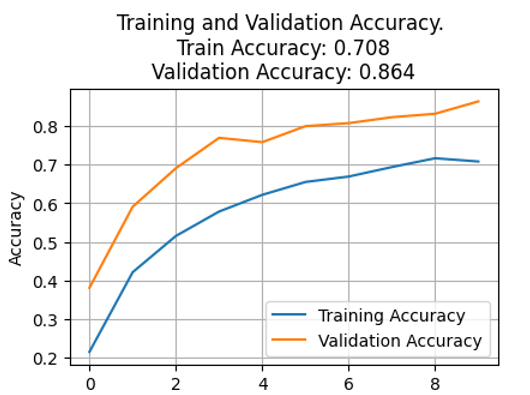 Training and Validation Accuracy.
Train Accuracy: 0.708
Validation Accuracy: 0.864
Accuracy
0.8
0.7
0.6
0.5
0.4
0.3
0.2
Training Accuracy
Validation Accuracy
0 2 4 6 8